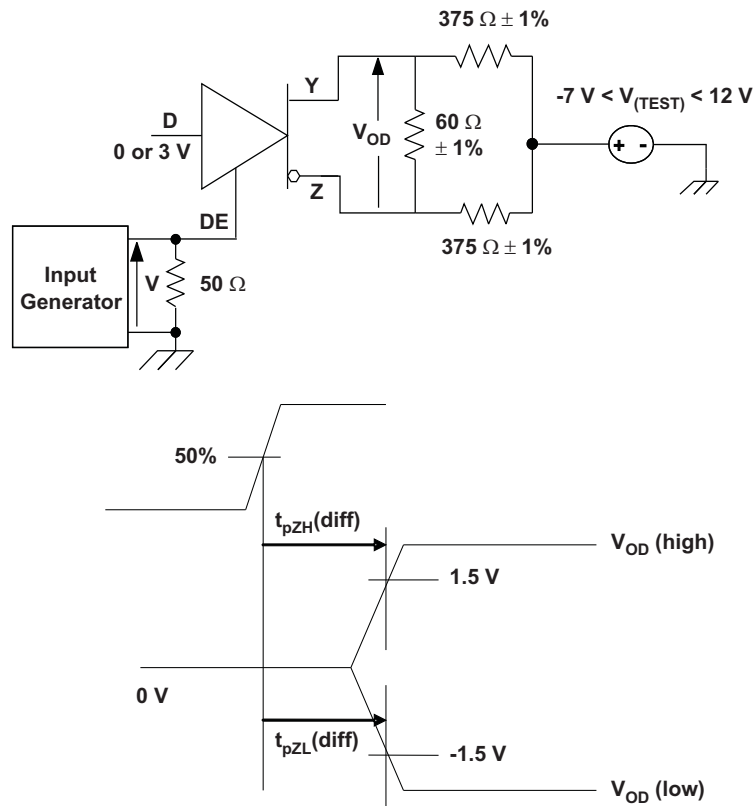 375 Ω ± 1%
Y
-7 V < V(TEST) < 12 V
D
VOD
60 Ω
± 1%
+ -
0 or 3 V
Z
DE
375 Ω ± 1%
Input
Generator
V
50 Ω
50%
tpZH(diff)
VOD (high)
1.5 V
0 V
tpZL(diff)
-1.5 V
VOD (low)